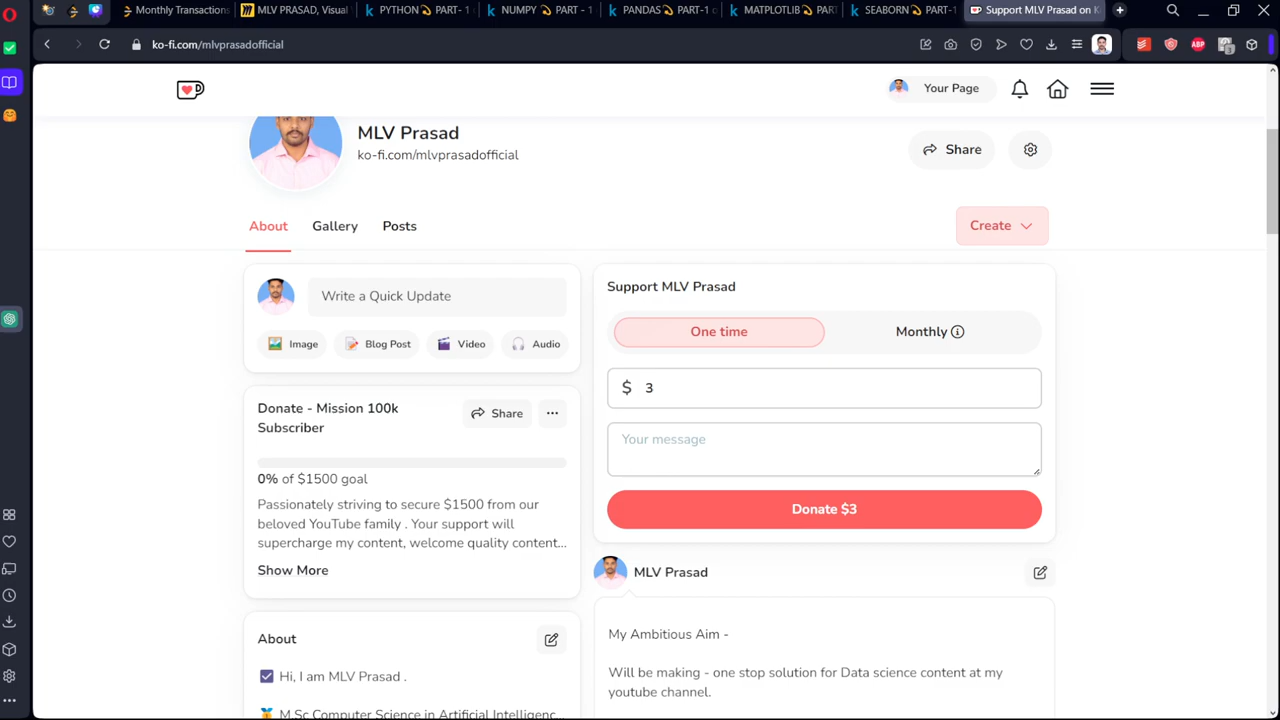 Monthly Transactions
MLV PRASAD, Visual
PYTHON PART- 1
NUMPY - PART - 1
PANDAS PART-1
MATPLOTLIB PART
SEABORN PART-1
Support MLV Prasad on K
ko-fi.com/mlvprasadofficial
Your Page
MLV Prasad
ko-fi.com/mlvprasadofficial
Share
About
Gallery
Posts
Create
Write a Quick Update
Image
Blog Post
Video
Audio
Donate - Mission 100k
Subscriber
Share
0% of $1500 goal
Passionately striving to secure $1500 from our
beloved YouTube family . Your support will
supercharge my content, welcome quality content...
Show More
About
Hi, I am MLV Prasad .
M.Sc Computer Science in Artificial Intelligenc...
Support MLV Prasad
One time
Monthly
$ 3
Your message
Donate $3
MLV Prasad
My Ambitious Aim -
Will be making - one stop solution for Data science content at my
youtube channel.